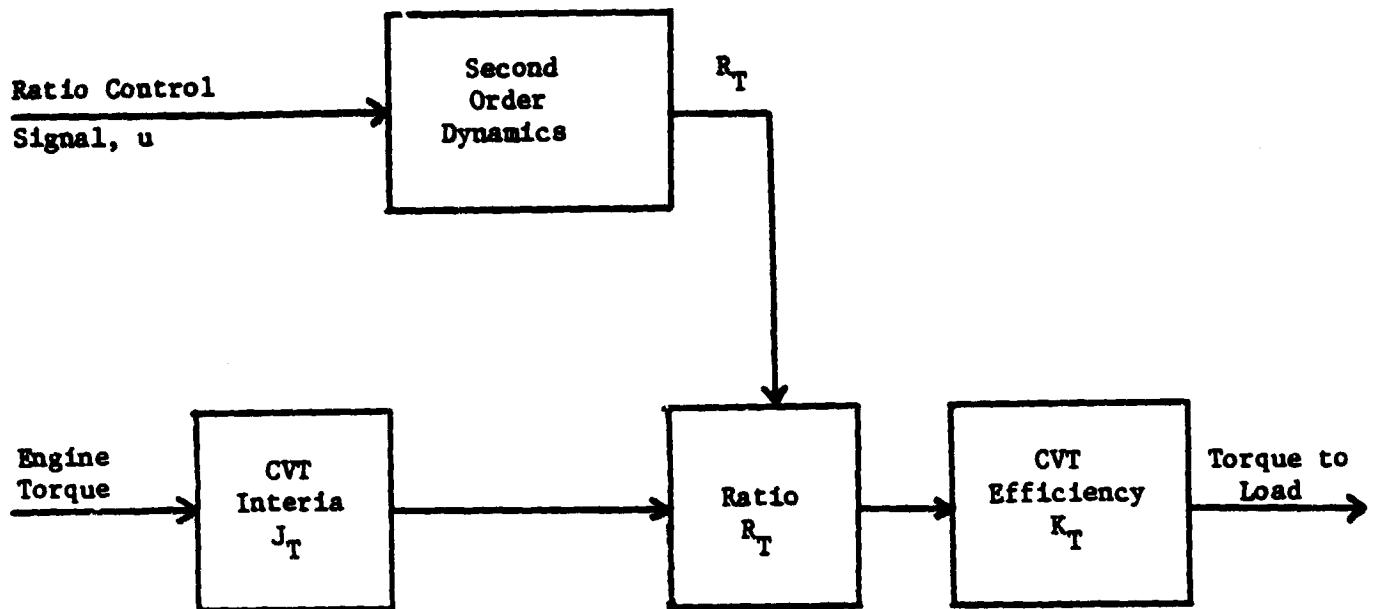 Ratio Control
Signal, u
Second
Order
Dynamics
R_T
Engine
Torque
CVT
Interia
J_T
Ratio
R_T
CVT
Efficiency
K_T
Torque to
Load